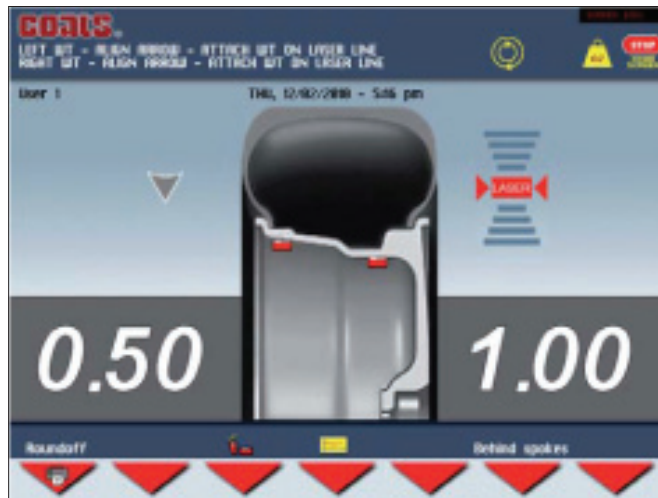 COATS
LEFT WT - ALIGN ARROW - ATTACH WT ON LASER LINE
RIGHT WT - ALIGN ARROW - ATTACH WT ON LASER LINE
STOP
User 1
THU, 12/02/2010 - 5:46 pm
LASER
0.50
1.00
Roundoff
Behind spokes